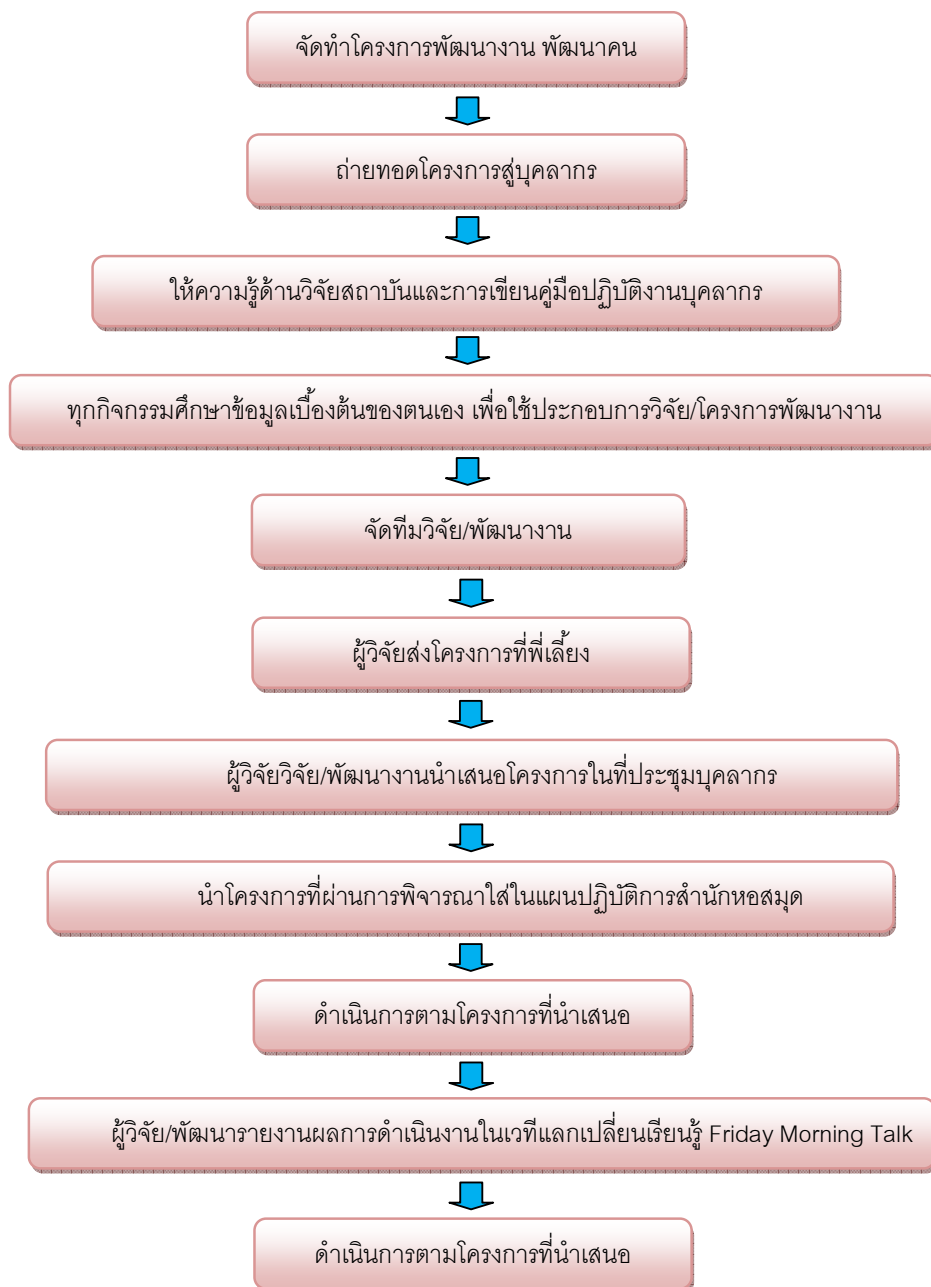 จัดทำโครงการพัฒนางาน พัฒนาคน
ถ่ายทอดโครงการสู่บุคลากร
ให้ความรู้ด้านวิจัยสถาบันและการเขียนคู่มือปฏิบัติงานบุคลากร
ทุกกิจกรรมศึกษาข้อมูลเบื้องต้นของตนเอง เพื่อใช้ประกอบการวิจัย/โครงการพัฒนางาน
จัดทีมวิจัย/พัฒนางาน
ผู้วิจัยส่งโครงการที่พี่เลี้ยง
ผู้วิจัยวิจัย/พัฒนางานนำเสนอโครงการในที่ประชุมบุคลากร
นำโครงการที่ผ่านการพิจารณาใส่ในแผนปฏิบัติการสำนักหอสมุด
ดำเนินการตามโครงการที่นำเสนอ
ผู้วิจัย/พัฒนารายงานผลการดำเนินงานในเวทีแลกเปลี่ยนเรียนรู้ Friday Morning Talk
ดำเนินการตามโครงการที่นำเสนอ